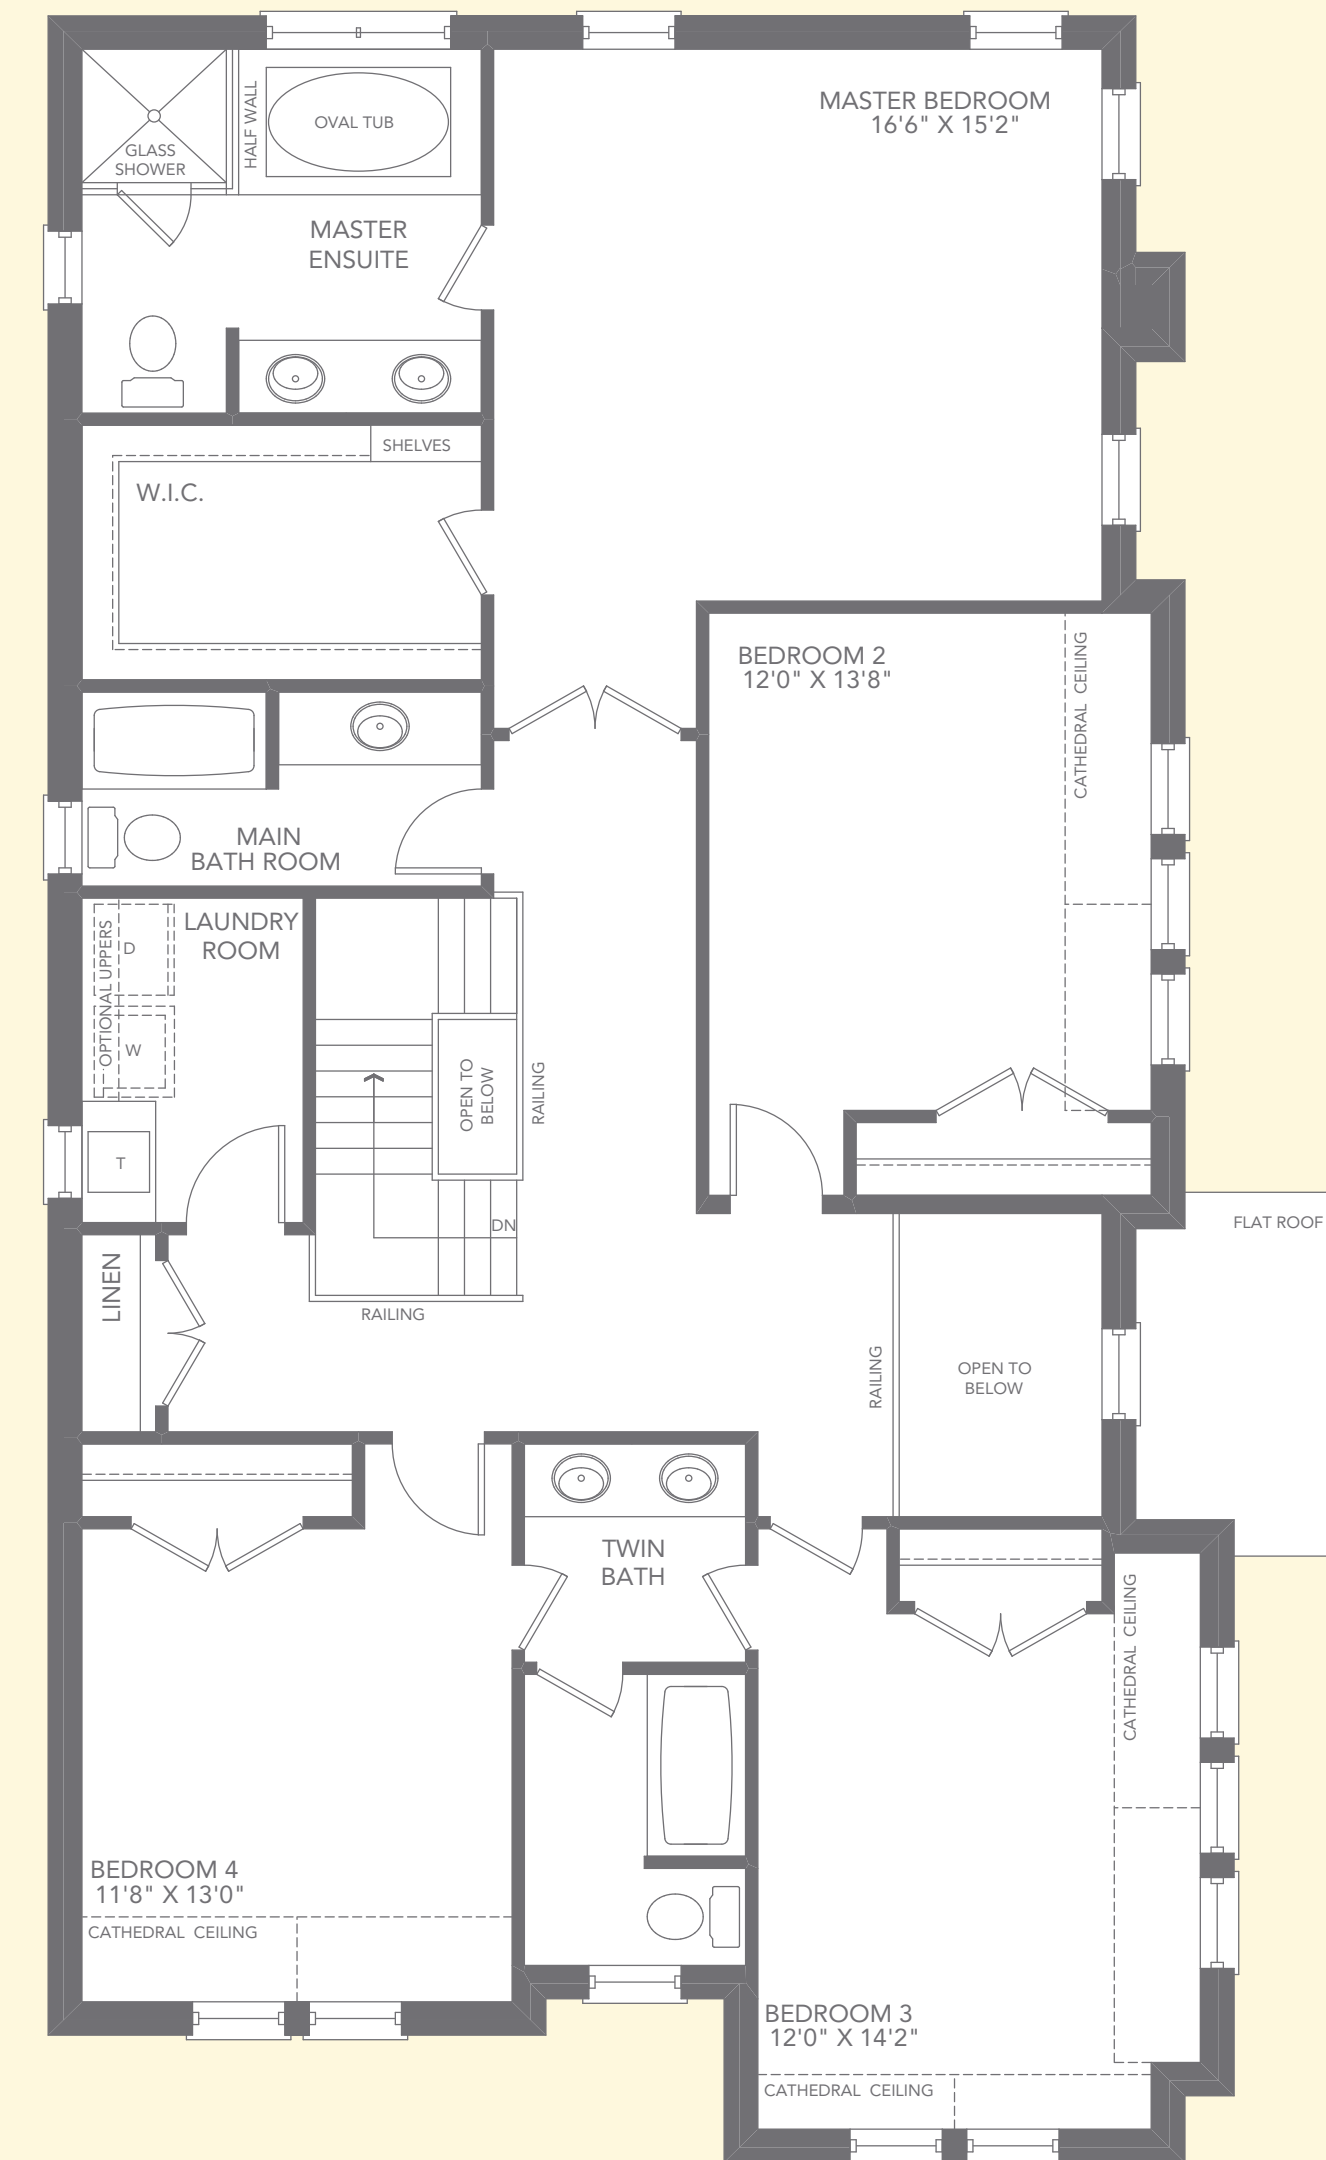 MASTER BEDROOM
16'6" X 15'2"
HALF WALL
OVAL TUB
GLASS
SHOWER
MASTER
ENSUITE
SHELVES
W.I.C.
BEDROOM 2
12'0" X 13'8"
CATHEDRAL CEILING
MAIN
BATH ROOM
LAUNDRY
ROOM
OPTIONAL UPPERS
D
W
T
OPEN TO
BELOW
RAILING
DN
RAILING
LINEN
FLAT ROOF
RAILING
OPEN TO
BELOW
TWIN
BATH
CATHEDRAL CEILING
BEDROOM 4
11'8" X 13'0"
CATHEDRAL CEILING
BEDROOM 3
12'0" X 14'2"
CATHEDRAL CEILING